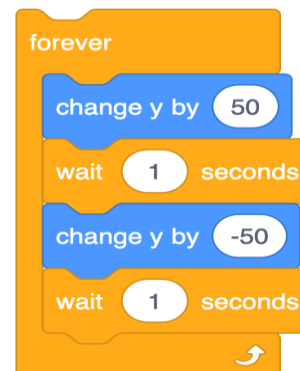 forever
change y by 50
wait 1 seconds
change y by -50
wait 1 seconds